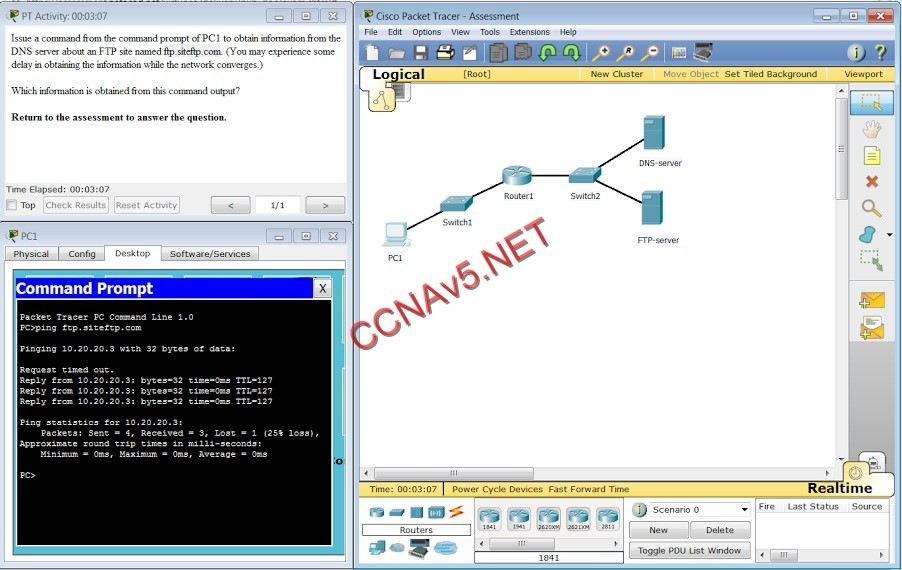 PT Activity: 00:03:07
Issue a command from the command prompt of PC1 to obtain information from the
DNS server about an FTP site named ftp.siteftp.com. (You may experience some
delay in obtaining the information while the network converges.)
Which information is obtained from this command output?
Return to the assessment to answer the question.
Time Elapsed: 00:03:07
Top
Check Results
Reset Activity
<
1/1
>
PC1
Physical
Config
Desktop
Software/Services
Command Prompt
X
Packet Tracer PC Command Line 1.0
PC>ping ftp.siteftp.com
Pinging 10.20.20.3 with 32 bytes of data:
Request timed out.
Reply from 10.20.20.3: bytes=32 time=0ms TTL=127
Reply from 10.20.20.3: bytes=32 time=0ms TTL=127
Reply from 10.20.20.3: bytes=32 time=0ms TTL=127
Ping statistics for 10.20.20.3:
Packets: Sent = 4, Received = 3, Lost = 1 (25% loss),
Approximate round trip times in milli-seconds:
Minimum = 0ms, Maximum = 0ms, Average = 0ms
PC>
Cisco Packet Tracer - Assessment
File Edit Options View Tools Extensions Help
Logical
[Root]
New Cluster
Move Object
Set Tiled Background
Viewport
DNS-server
Router1
Switch2
Switch1
FTP-server
PC1
CCNAv5.NET
Realtime
Time: 00:03:07
Power Cycle Devices Fast Forward Time
Routers
1841
1941
2620XM
2621XM
2811
1841
Scenario 0
New
Delete
Toggle PDU List Window
Fire
Last Status
Source